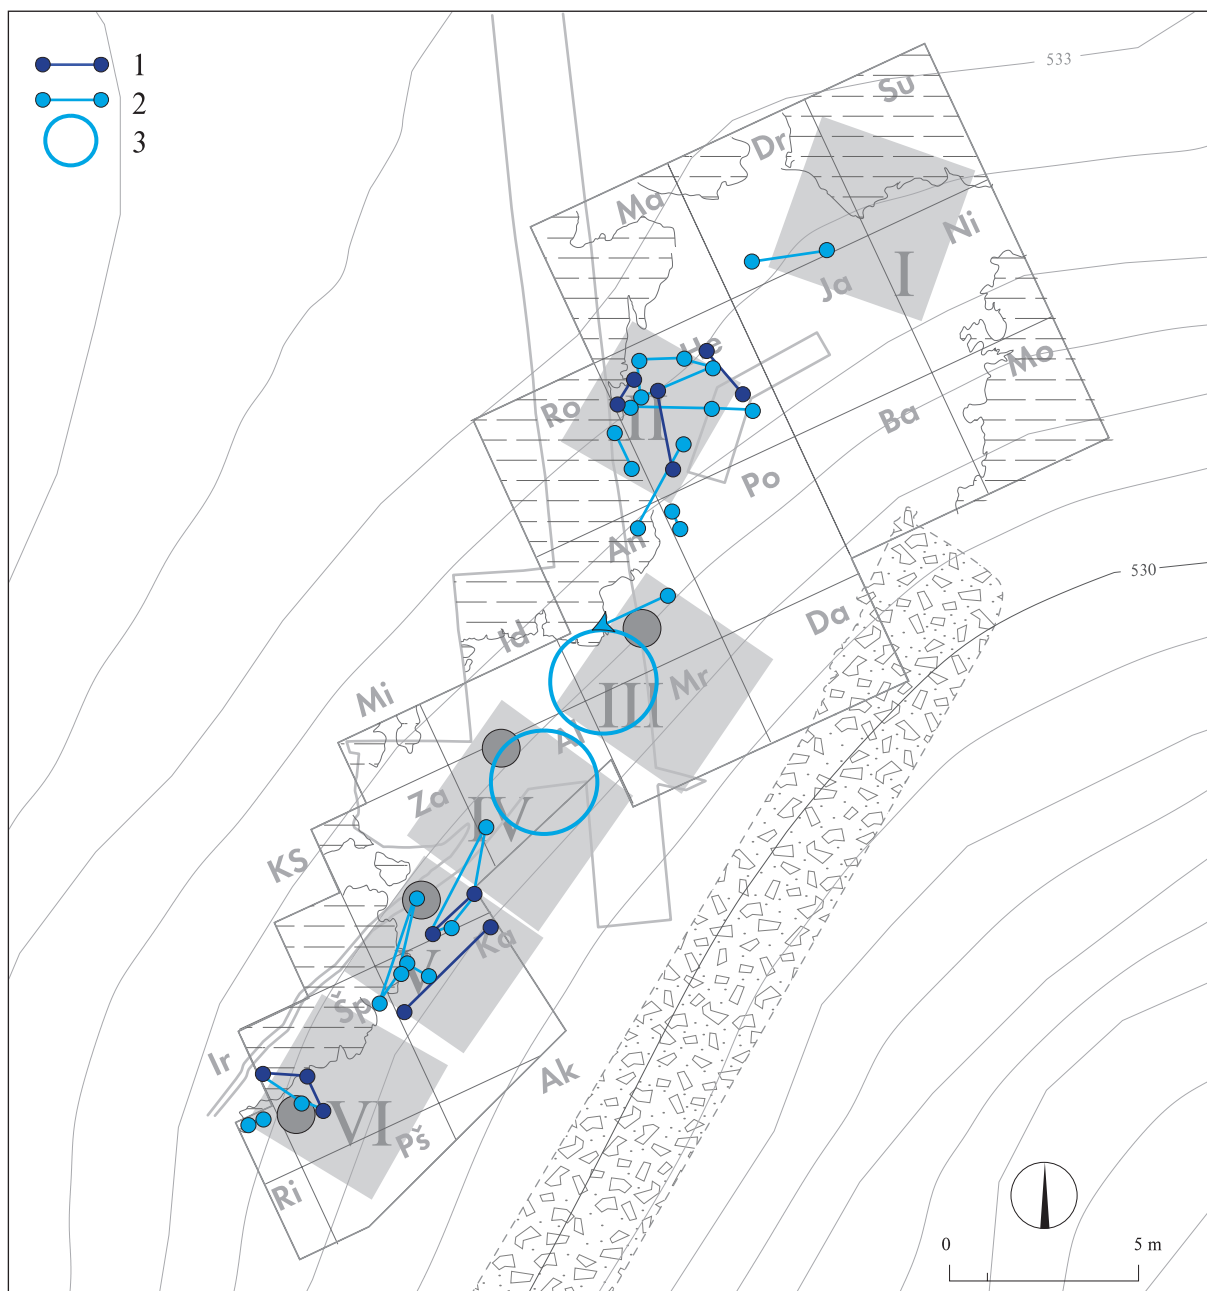 1
2
3
533
Su
Dr
Ma
Ni
I
Ja
He
Mo
Ro
II
Ba
Po
An
530
Id
Da
Mi
Mr
III
Al
Za
IV
KS
Ka
V
Šp
Ir
Ak
VI
Pš
Ri
0 5 m